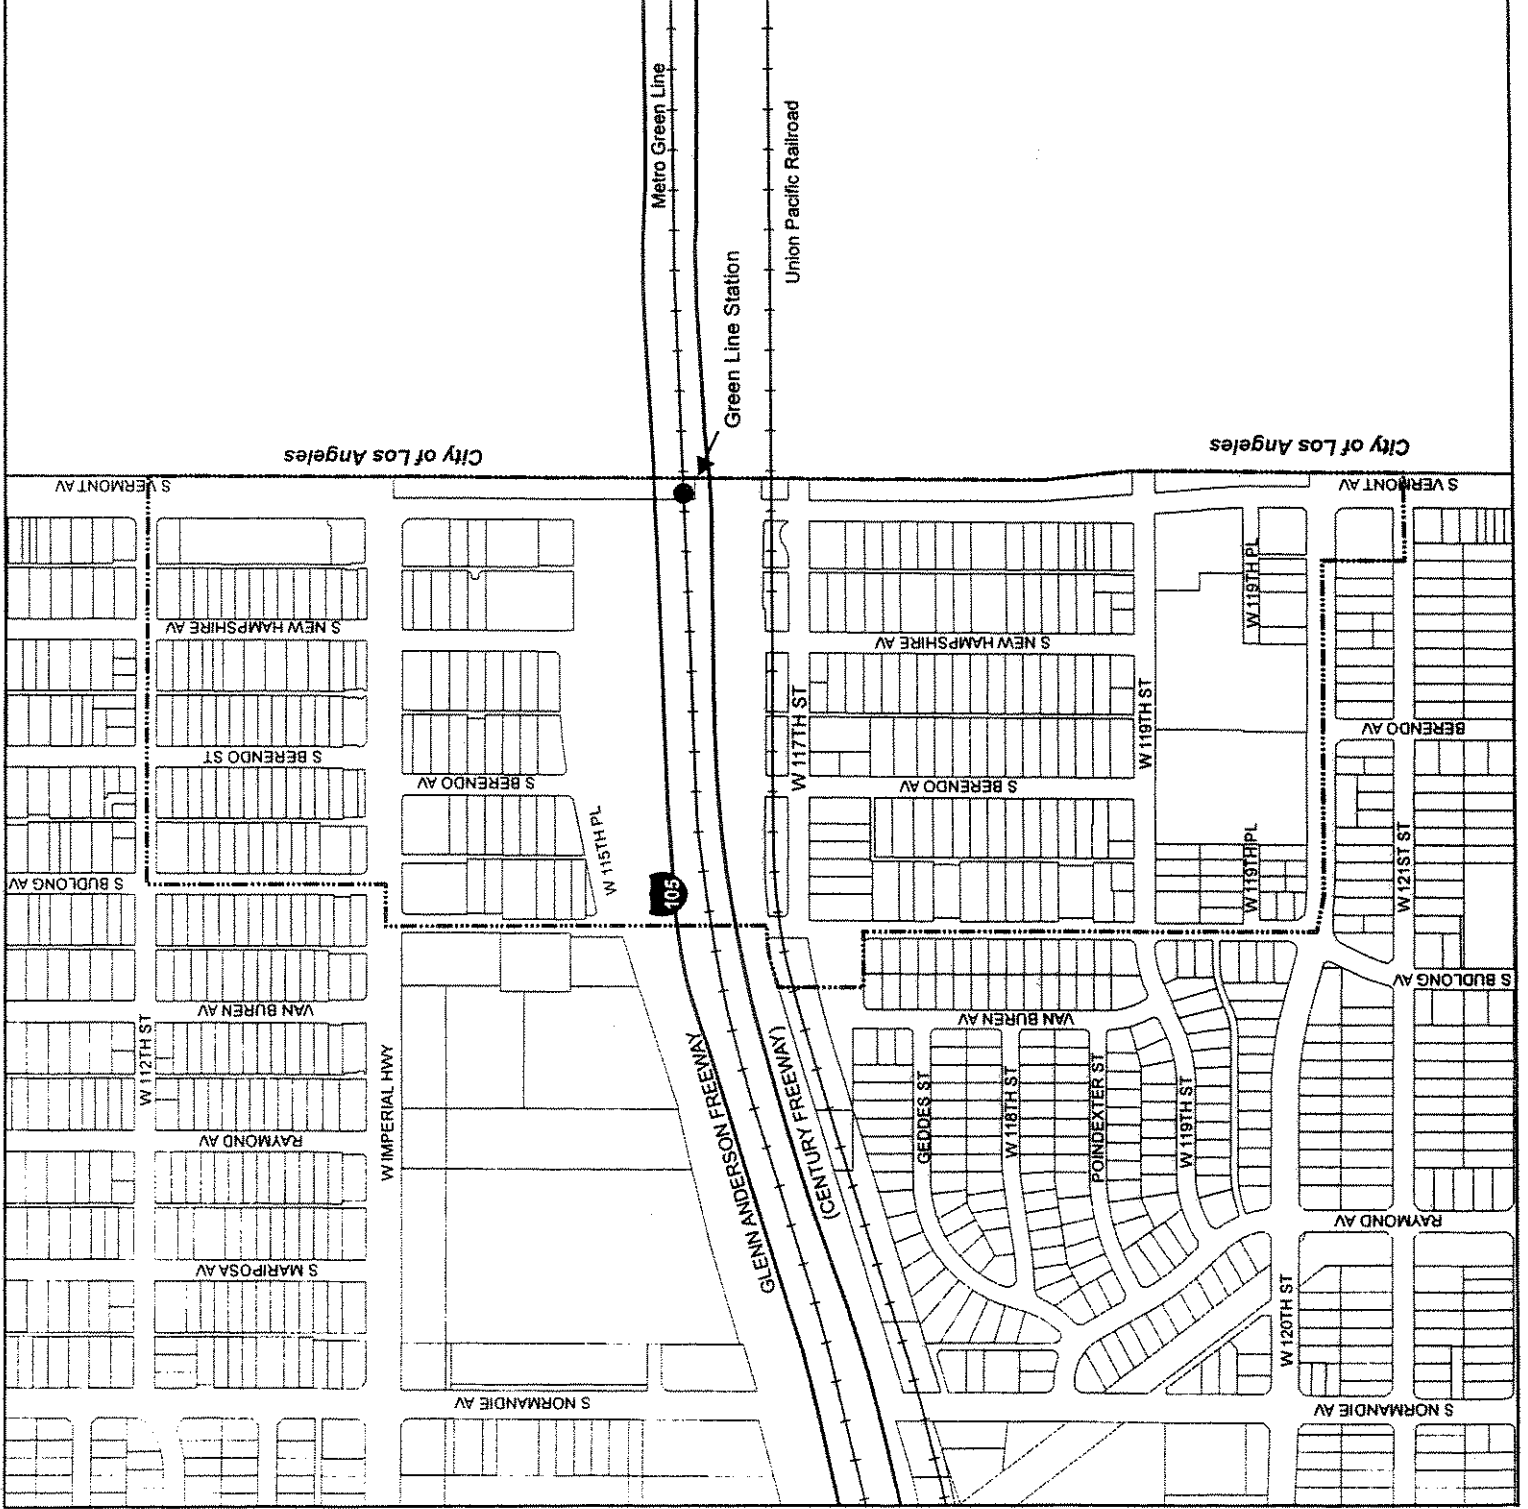 Metro Green Line
Union Pacific Railroad
Green Line Station
City of Los Angeles
City of Los Angeles
S VERMONT AV
S VERMONT AV
W 119TH PL
S NEW HAMPSHIRE AV
S NEW HAMPSHIRE AV
W 117TH ST
W 119TH ST
BERENDO AV
S BERENDO ST
S BERENDO AV
S BERENDO AV
W 115TH PL
W 119TH PL
W 121ST ST
S BUDLONG AV
105
S BUDLONG AV
VAN BUREN AV
VAN BUREN AV
W 112TH ST
W IMPERIAL HWY
GLENN ANDERSON FREEWAY
(CENTURY FREEWAY)
GEDDES ST
W 118TH ST
POINDEXTER ST
W 119TH ST
RAYMOND AV
RAYMOND AV
S MARIPOSA AV
W 120TH ST
S NORMANDIE AV
S NORMANDIE AV